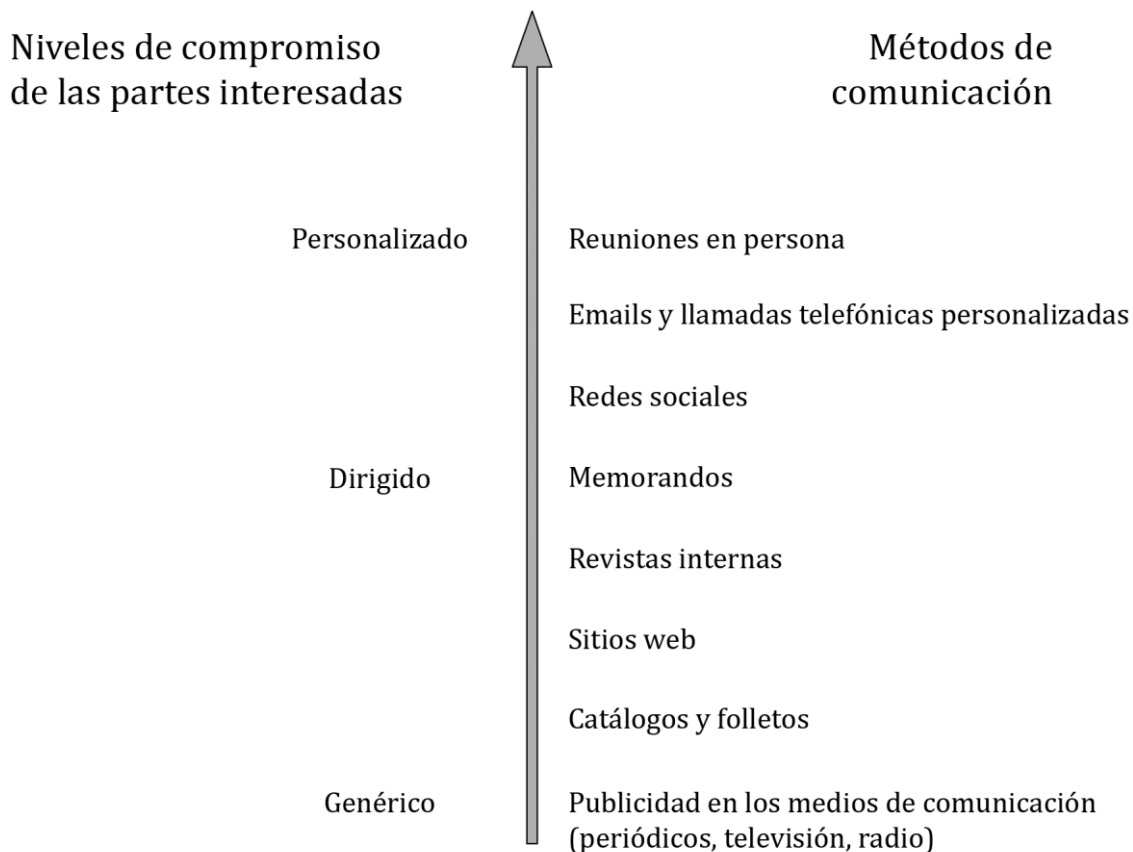 Niveles de compromiso
de las partes interesadas
Métodos de
comunicación
Personalizado
Reuniones en persona
Emails y llamadas telefónicas personalizadas
Redes sociales
Dirigido
Memorandos
Revistas internas
Sitios web
Catálogos y folletos
Genérico
Publicidad en los medios de comunicación
(periódicos, televisión, radio)